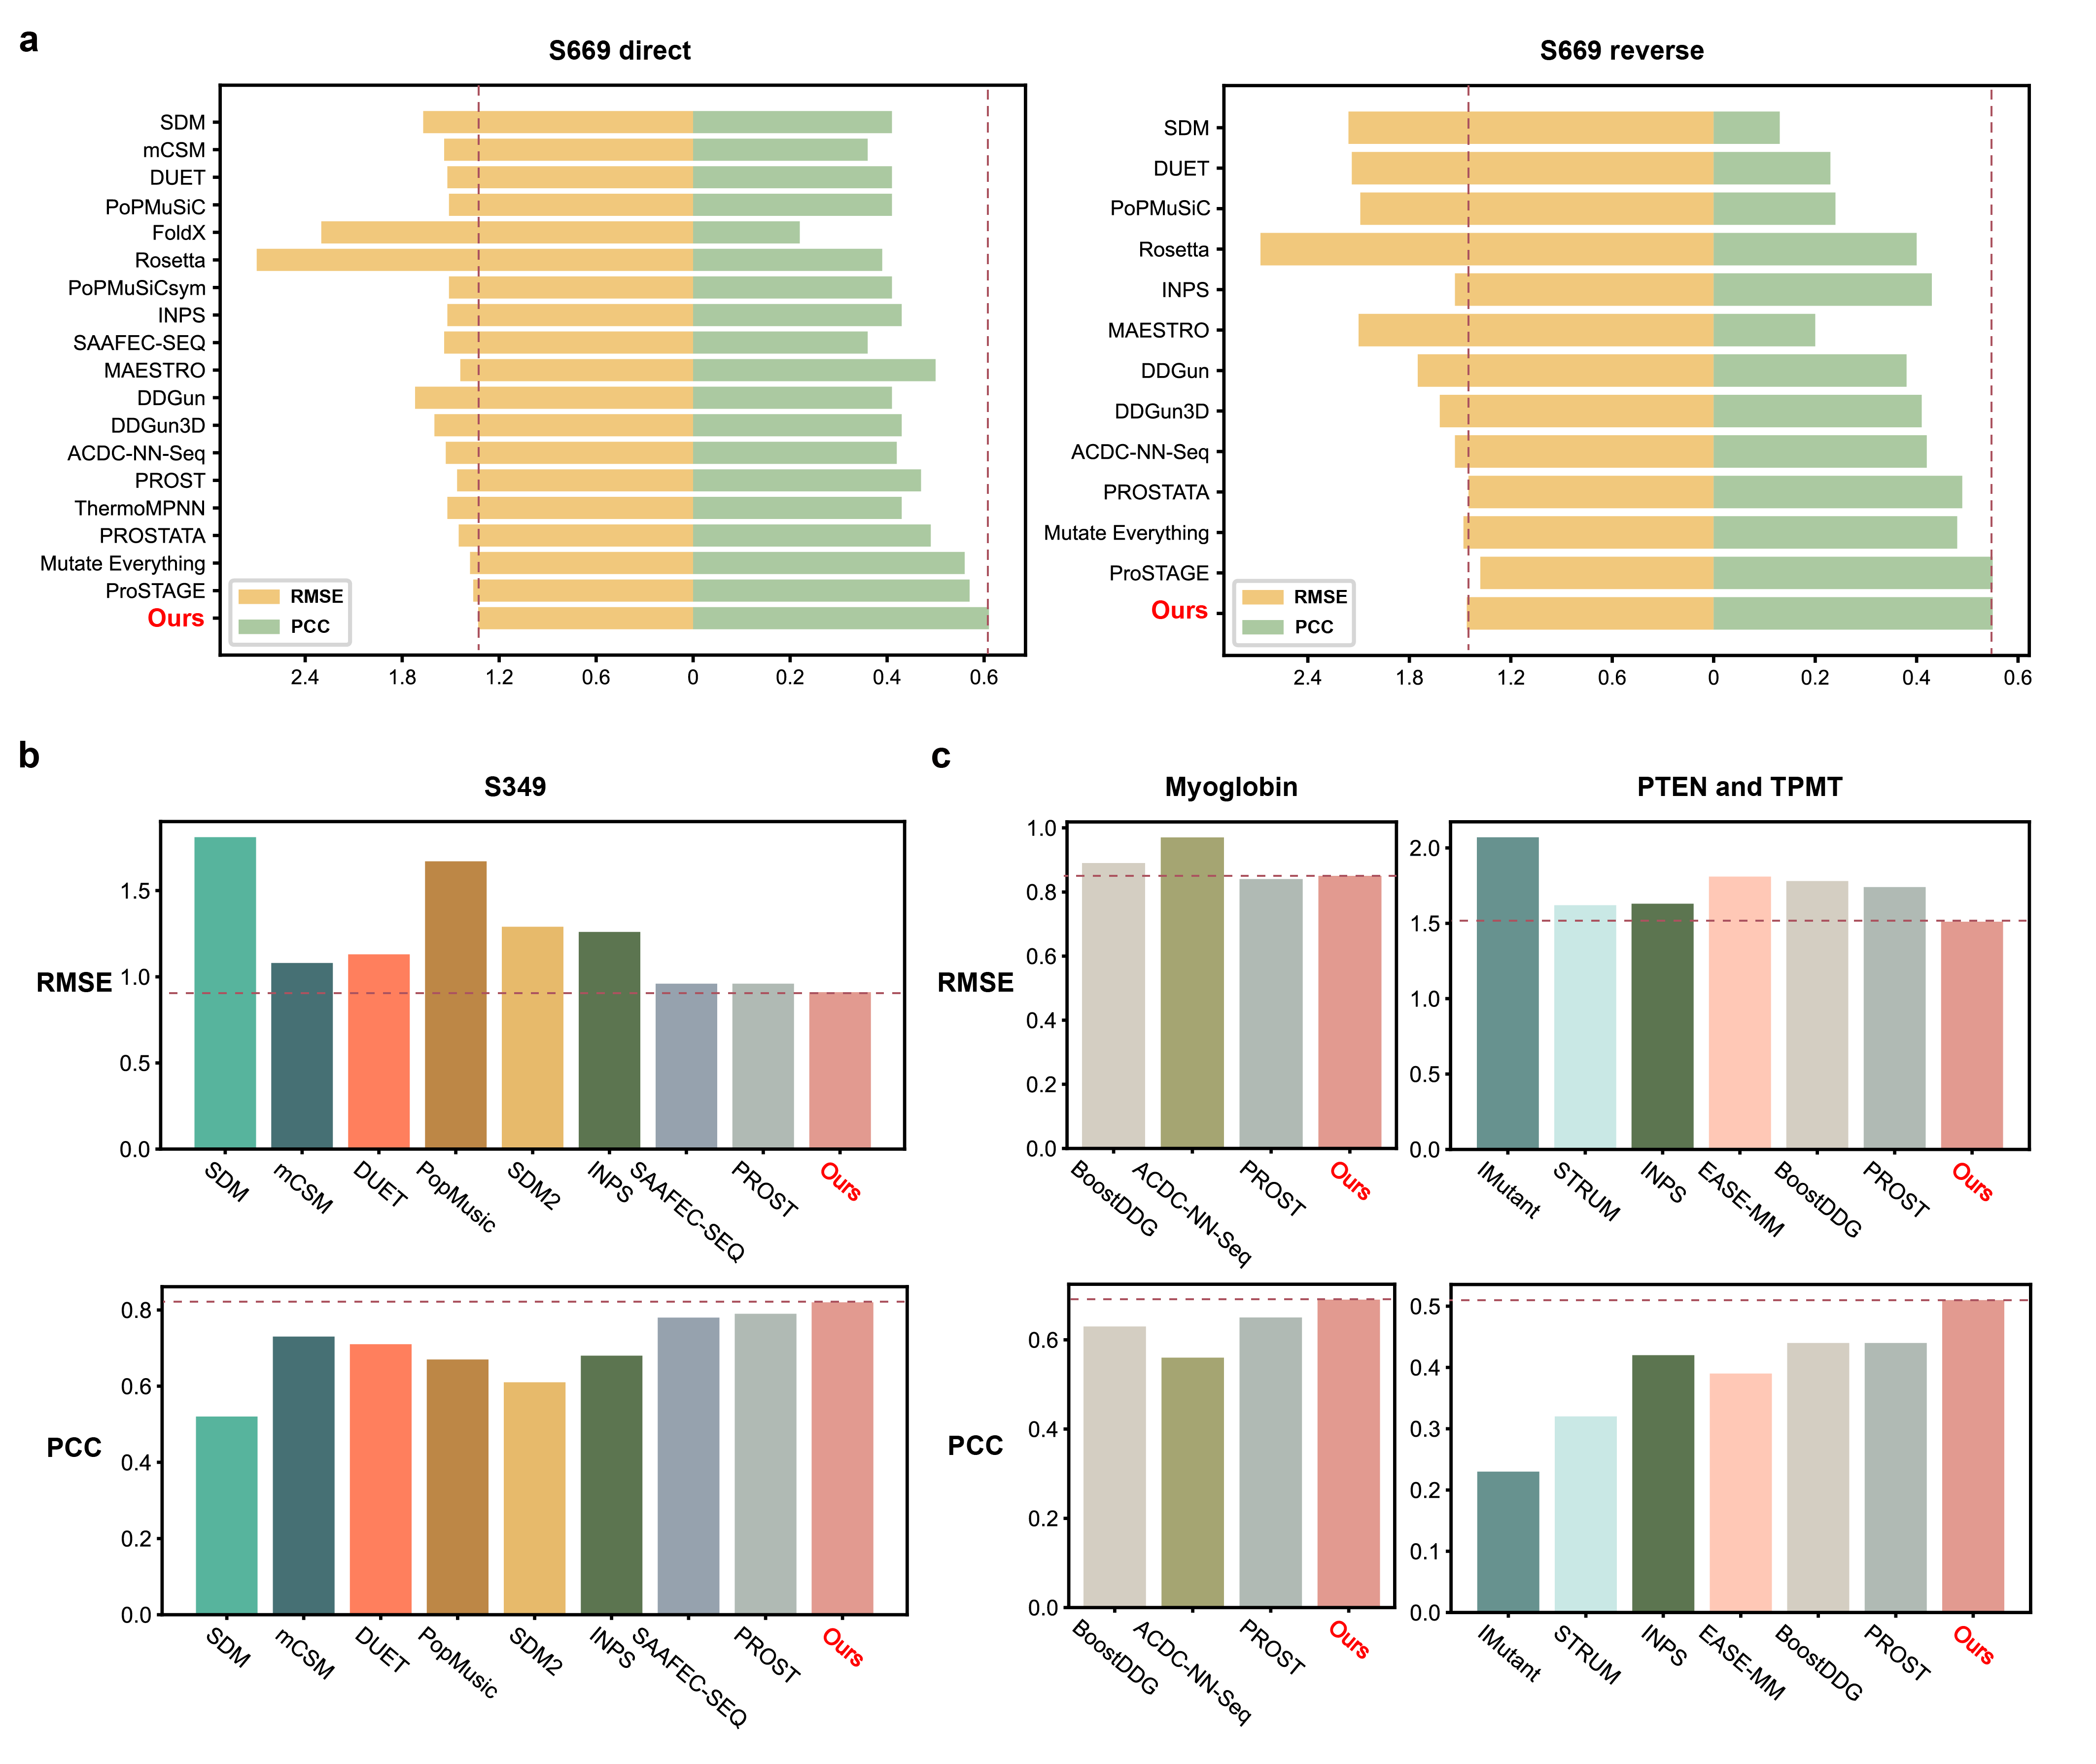 a
S669 direct
SDM
mCSM
DUET
PoPMuSiC
FoldX
Rosetta
PoPMuSiCsym
INPS
SAAFEC-SEQ
MAESTRO
DDGun
DDGun3D
ACDC-NN-Seq
PROST
ThermoMPNN
PROSTATA
Mutate Everything
ProSTAGE
Ours
RMSE
PCC
2.4 1.8 1.2 0.6 0 0.2 0.4 0.6
S669 reverse
SDM
DUET
PoPMuSiC
Rosetta
INPS
MAESTRO
DDGun
DDGun3D
ACDC-NN-Seq
PROSTATA
Mutate Everything
ProSTAGE
Ours
RMSE
PCC
2.4 1.8 1.2 0.6 0 0.2 0.4 0.6
b
S349
RMSE
1.5
1.0
0.5
0.0
SDM
mCSM
DUET
PopMusic
SDM2
INPS
SAAFEC-SEQ
PROST
Ours
PCC
0.8
0.6
0.4
0.2
0.0
SDM
mCSM
DUET
PopMusic
SDM2
INPS
SAAFEC-SEQ
PROST
Ours
c
Myoglobin
RMSE
1.0
0.8
0.6
0.4
0.2
0.0
BoostDDG
ACDC-NN-Seq
PROST
Ours
PTEN and TPMT
2.0
1.5
1.0
0.5
0.0
IMutant
STRUM
INPS
EASE-MM
BoostDDG
PROST
Ours
PCC
0.6
0.4
0.2
0.0
BoostDDG
ACDC-NN-Seq
PROST
Ours
0.5
0.4
0.3
0.2
0.1
0.0
IMutant
STRUM
INPS
EASE-MM
BoostDDG
PROST
Ours